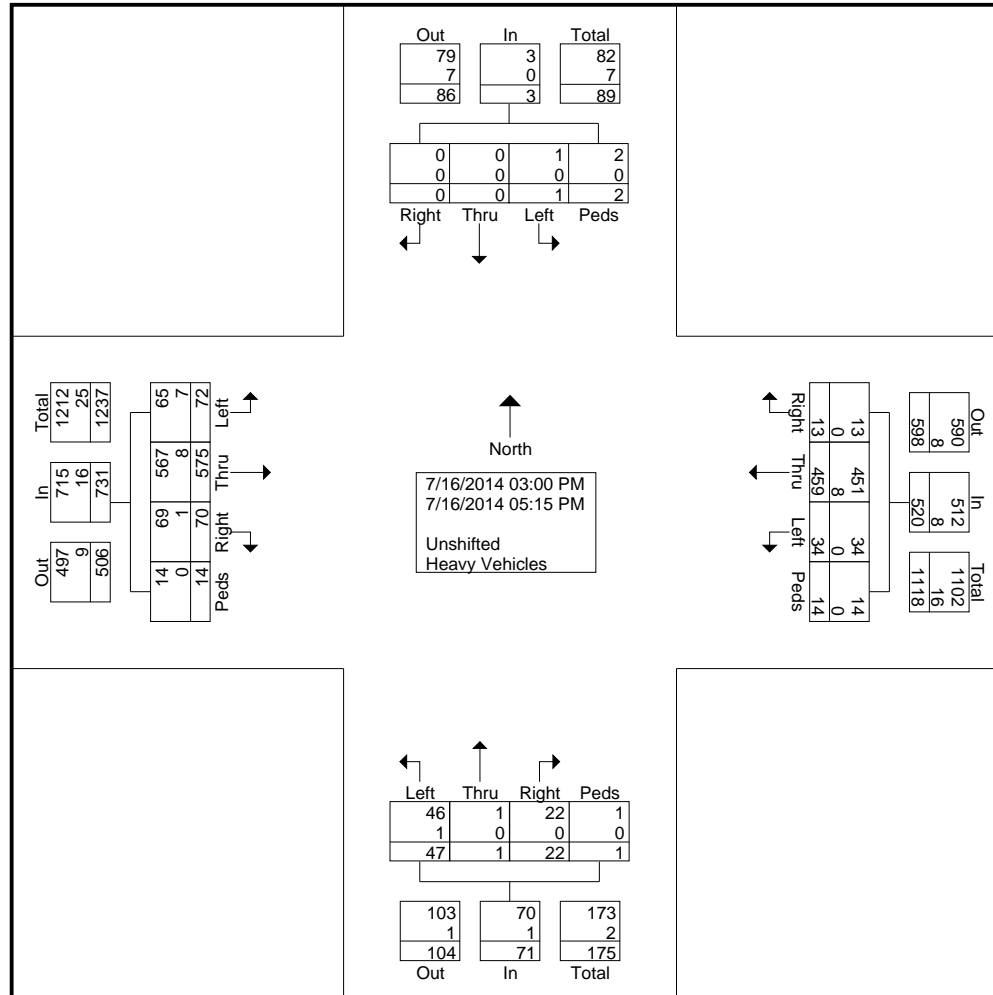 Out In Total
79 3 82
7 0 7
86 3 89
0 0 1 2
0 0 0 0
0 0 1 2
Right Thru Left Peds
Total
1212
25
1237
In
715
16
731
Out
497
9
506
65
7
72
Left
567
8
575
Thru
69
1
70
Right
14
0
14
Peds
North
7/16/2014 03:00 PM
7/16/2014 05:15 PM
Unshifted
Heavy Vehicles
Right
13
0
13
Thru
459
8
451
Left
34
0
34
Peds
14
0
14
Out
590
8
598
In
512
8
520
Total
1102
16
1118
Left Thru Right Peds
46 1 22 1
1 0 0 0
47 1 22 1
103 70 173
1 1 2
104 71 175
Out In Total